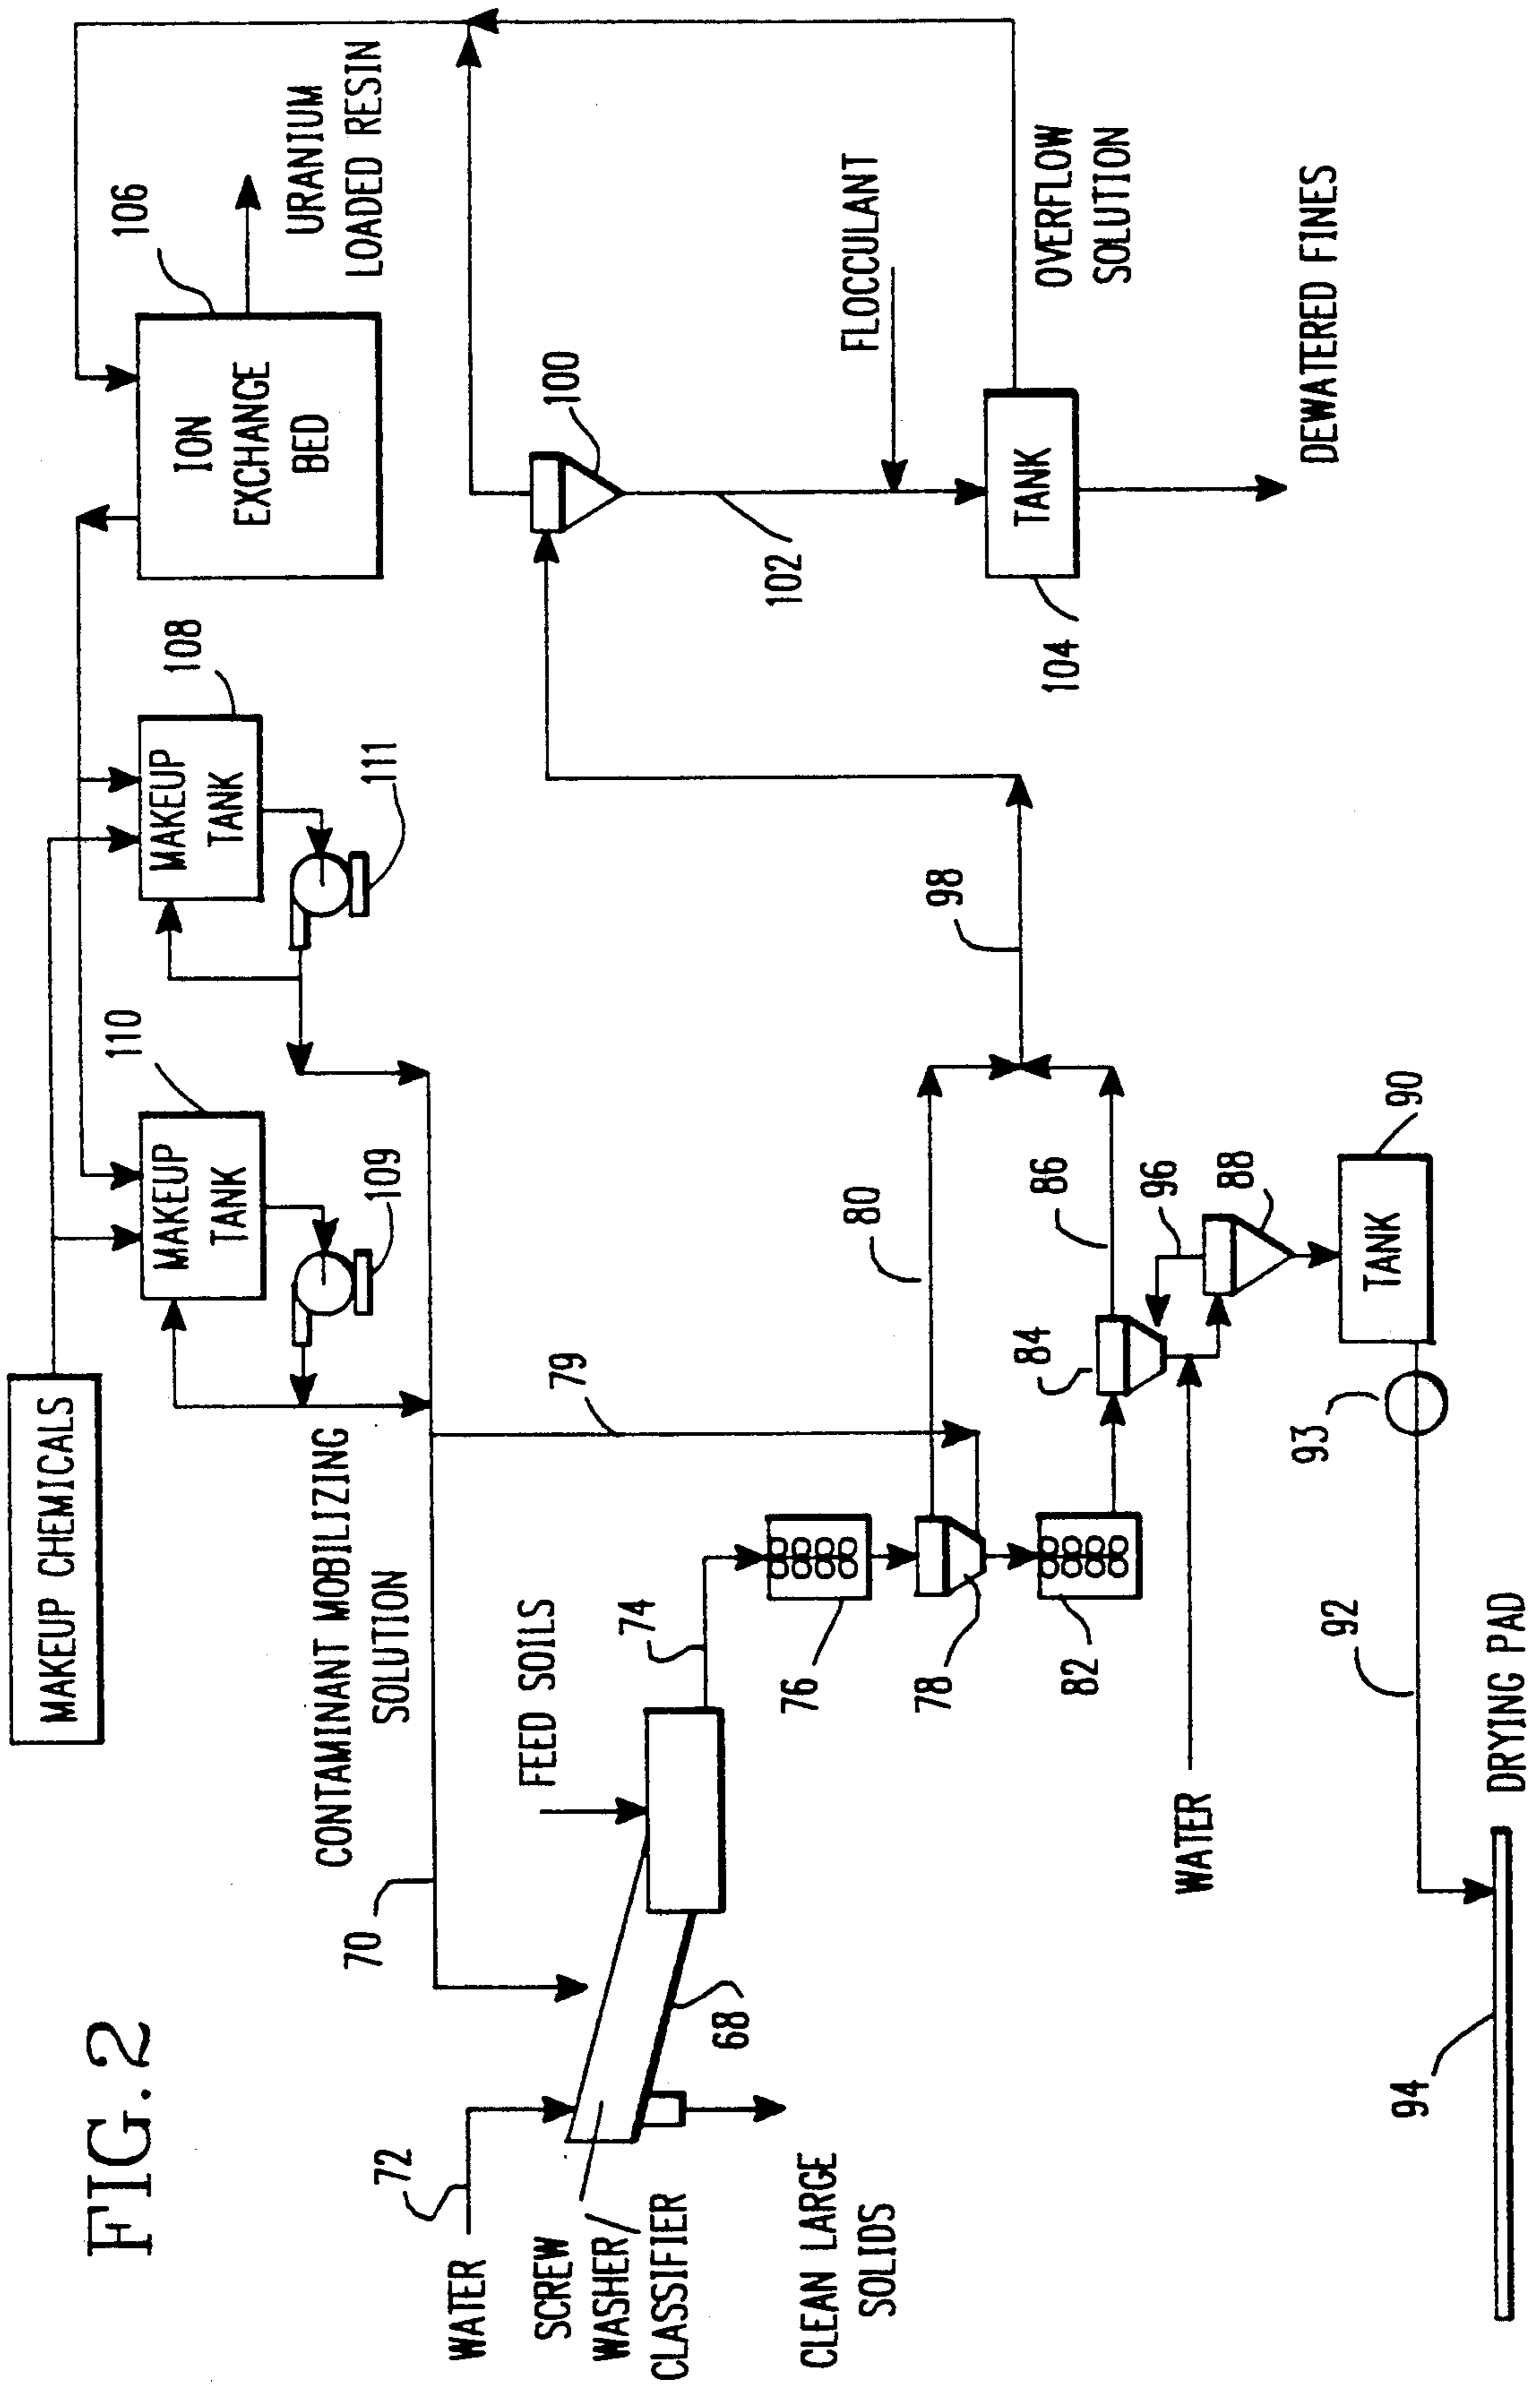 FIG. 2
MAKEUP CHEMICALS
110
MAKEUP
TANK
109
108
MAKEUP
TANK
111
106
ION
EXCHANGE
BED
URANIUM
LOADED RESIN
CONTAMINANT MOBILIZING
SOLUTION
70
72
WATER
SCREW
WASHER/
CLASSIFIER
68
CLEAN LARGE
SOLIDS
FEED SOILS
74
76
78
79
80
82
84
86
96
88
WATER
90
TANK
93
92
94
DRYING PAD
98
100
102
FLOCCULANT
104
TANK
OVERFLOW
SOLUTION
DEWATERED FINES